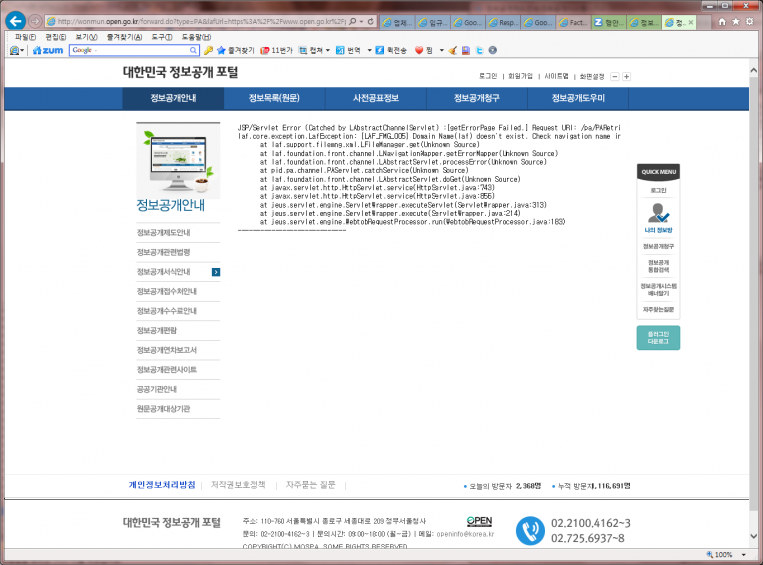 http://wonmun.open.go.kr/forward.do?type=PA&lafUrl=https%3A%2F%2Fwww.open.go.kr%2F
업체...
입규...
Goo...
Resp...
Goo...
Fact...
행안...
정보...
정...
파일(F) 편집(E) 보기(V) 즐겨찾기(A) 도구(T) 도움말(H)
zum Google 즐겨찾기 11번가 캡쳐 번역 퀵전송 찜
대한민국 정보공개 포털
로그인 | 회원가입 | 사이트맵 | 화면설정
정보공개안내 정보목록(원문) 사전공표정보 정보공개청구 정보공개도우미
정보공개안내
정보공개제도안내
정보공개관련법령
정보공개서식안내
정보공개접수처안내
정보공개수수료안내
정보공개편람
정보공개연차보고서
정보공개관련사이트
공공기관안내
원문공개대상기관
JSP/Servlet Error (Catched by LAbstractChannelServlet) :[getErrorPage Failed.] Request URI: /pa/PARetri
laf.core.exception.LafException: [LAF_FMG_005] Domain Name(laf) doesn't exist. Check navigation name ir
at laf.support.filemng.xml.LFileManager.get(Unknown Source)
at laf.foundation.front.channel.LNavigationMapper.getErrorMapper(Unknown Source)
at laf.foundation.front.channel.LAbstractServlet.processError(Unknown Source)
at pid.pa.channel.PAServlet.catchService(Unknown Source)
at laf.foundation.front.channel.LAbstractServlet.doGet(Unknown Source)
at javax.servlet.http.HttpServlet.service(HttpServlet.java:743)
at javax.servlet.http.HttpServlet.service(HttpServlet.java:856)
at jeus.servlet.engine.ServletWrapper.executeServlet(ServletWrapper.java:313)
at jeus.servlet.engine.ServletWrapper.execute(ServletWrapper.java:214)
at jeus.servlet.engine.WebtobRequestProcessor.run(WebtobRequestProcessor.java:183)
-----------------------------
QUICK MENU
로그인
나의 정보방
정보공개청구
정보공개
통합검색
정보공개시스템
배너달기
자주찾는질문
플러그인
다운로드
개인정보처리방침 | 저작권보호정책 | 자주묻는 질문 |
오늘의 방문자 2,368명 누적 방문자 1,116,691명
대한민국 정보공개 포털
주소: 110-760 서울특별시 종로구 세종대로 209 정부서울청사
문의: 02-2100-4162~3 | 문의시간: 09:00~18:00 (월~금) | 메일: openinfo@korea.kr
COPYRIGHT(C) MOSPA. SOME RIGHTS RESERVED
OPEN
02.2100.4162~3
02.725.6937~8
100%